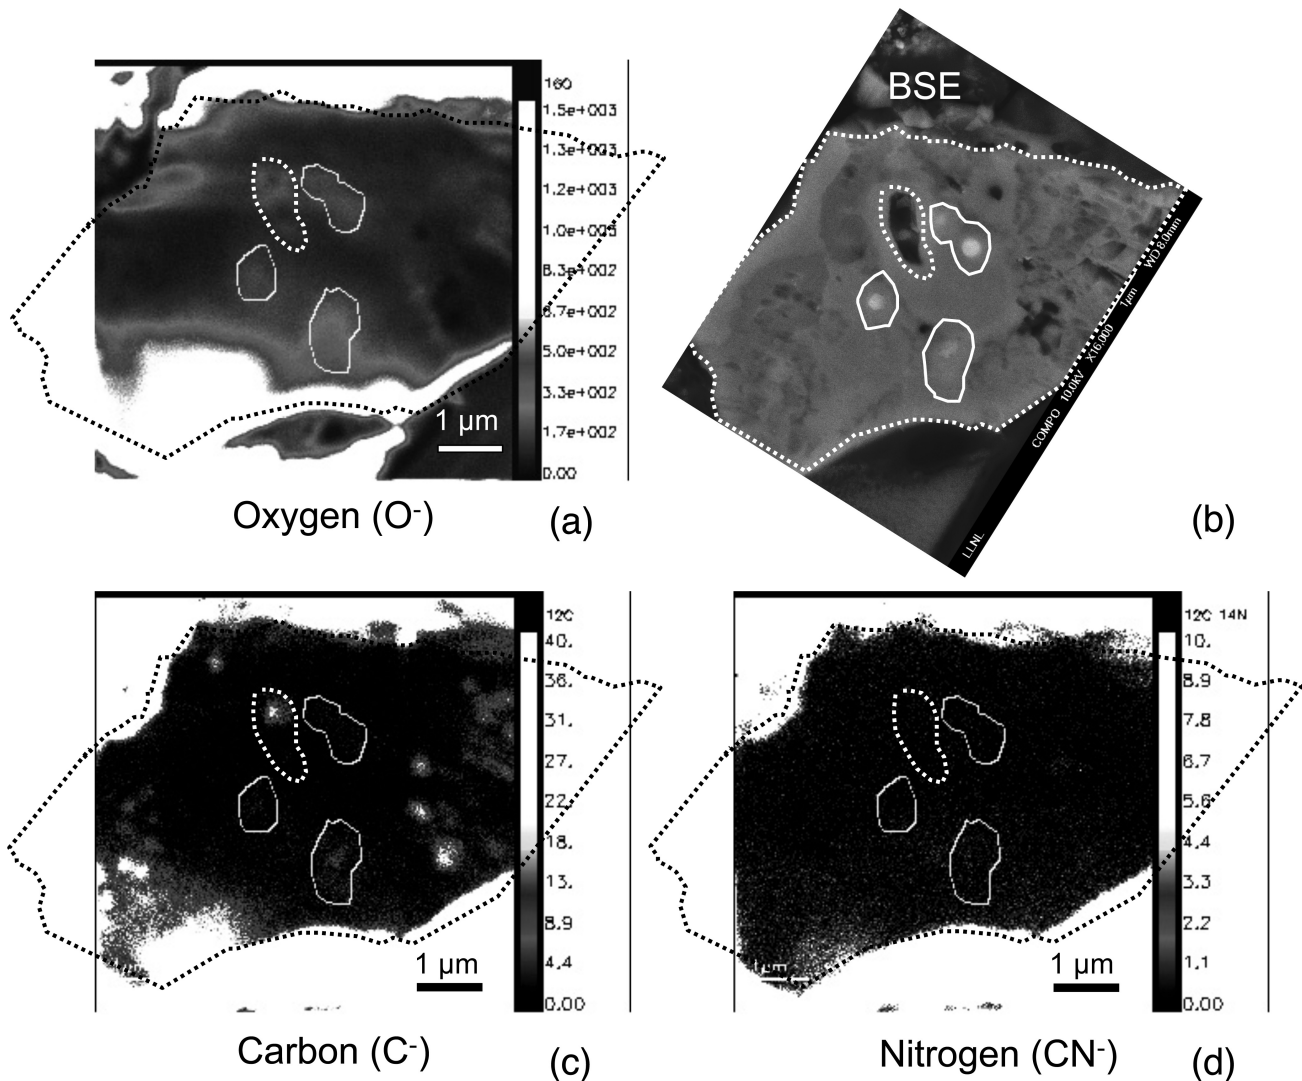 160
1.5e+003
1.3e+003
1.2e+003
1.0e+003
8.3e+002
6.7e+002
5.0e+002
3.3e+002
1.7e+002
0.00
1 µm
Oxygen (O-)
(a)
BSE
LLNL COMPO 10.0kV X16,000 1µm WD 8.0mm
(b)
12C
40.
36.
31.
27.
22.
18.
13.
8.9
4.4
0.00
1 µm
Carbon (C-)
(c)
12C 14N
10.
8.9
7.8
6.7
5.6
4.4
3.3
2.2
1.1
0.00
1 µm
Nitrogen (CN-)
(d)